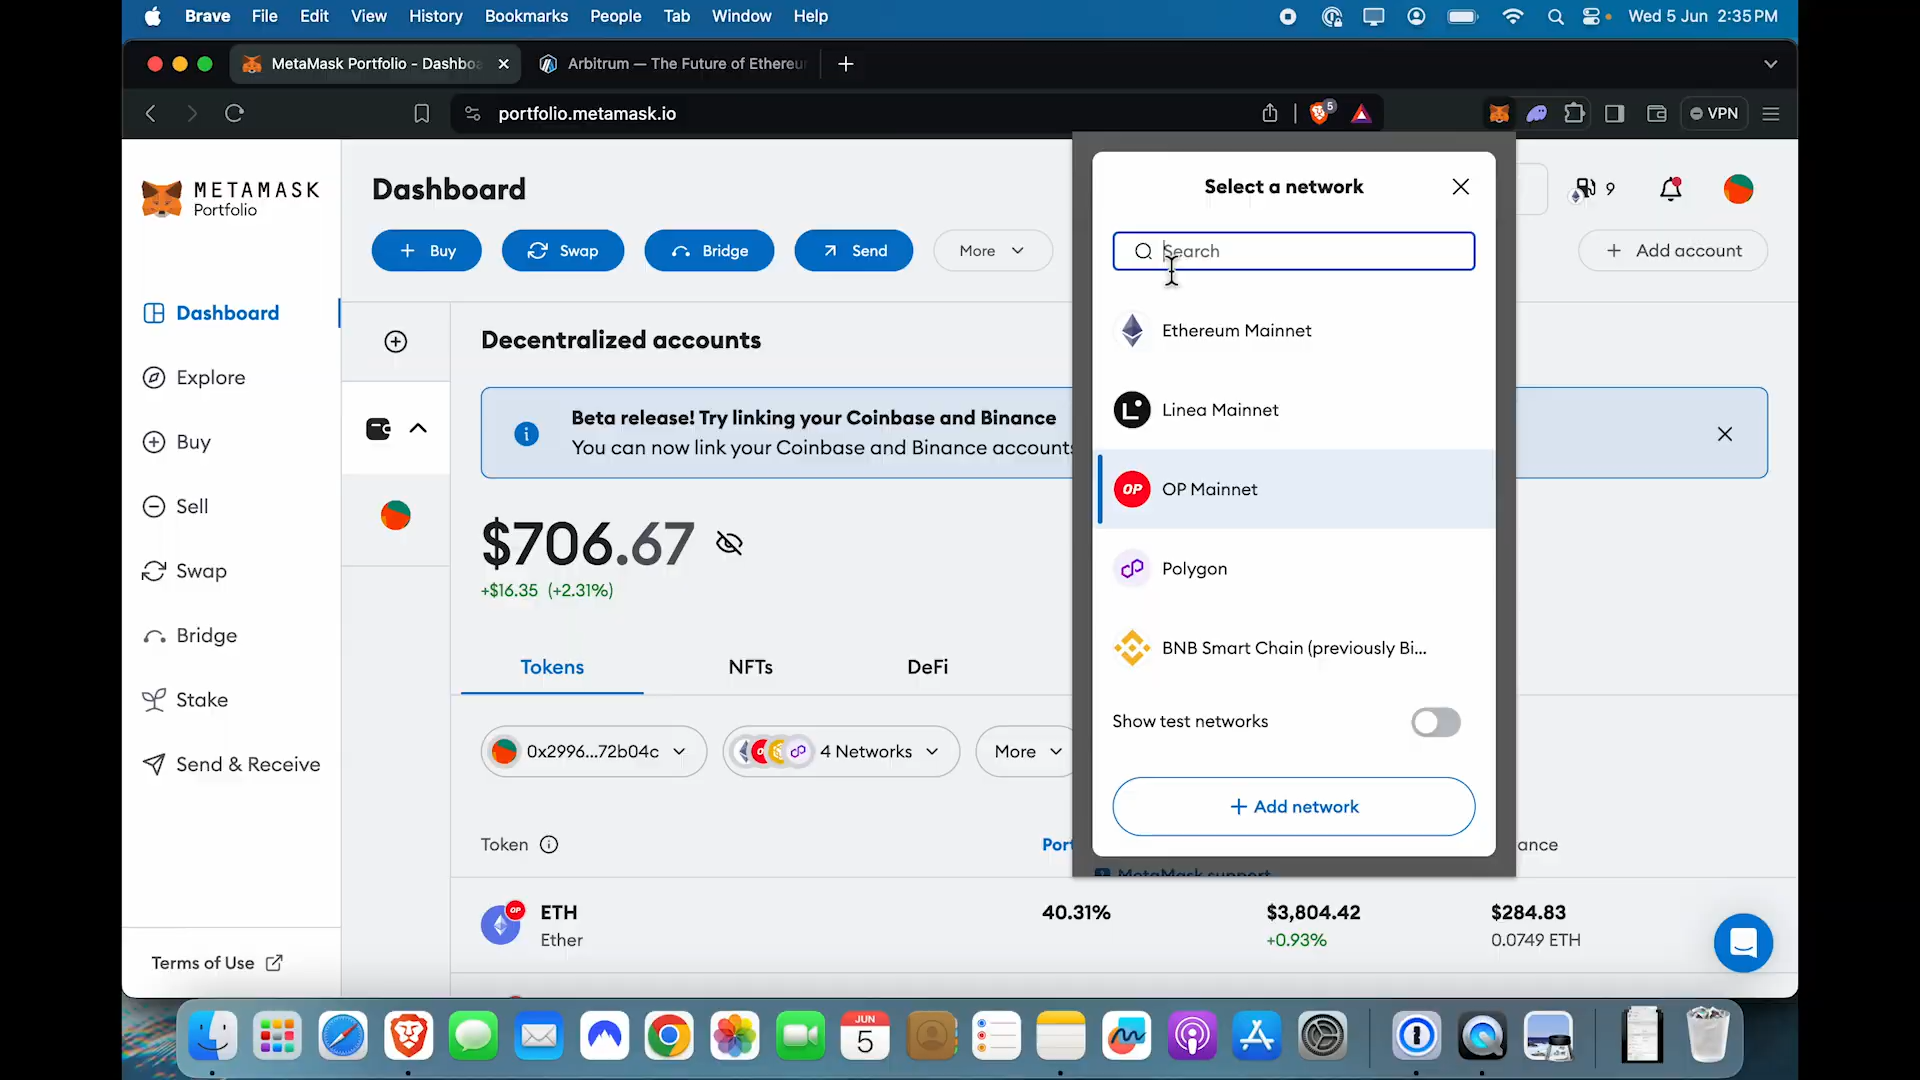 Brave File Edit View History Bookmarks People Tab Window Help
Wed 5 Jun 2:35 PM
MetaMask Portfolio - Dashboa
Arbitrum — The Future of Ethereu
portfolio.metamask.io
5
VPN
METAMASK
Portfolio
Dashboard
Buy
Swap
Bridge
Send
More
9
Add account
Dashboard
Explore
Buy
Sell
Swap
Bridge
Stake
Send & Receive
Terms of Use
Decentralized accounts
Beta release! Try linking your Coinbase and Binance
You can now link your Coinbase and Binance accounts
$706.67
+$16.35 (+2.31%)
Tokens
NFTs
DeFi
0x2996...72b04c
4 Networks
More
Token
Port
ance
ETH
Ether
40.31%
$3,804.42
+0.93%
$284.83
0.0749 ETH
Select a network
Search
Ethereum Mainnet
Linea Mainnet
OP
OP Mainnet
Polygon
BNB Smart Chain (previously Bi...
Show test networks
+ Add network
MetaMask support
JUN
5